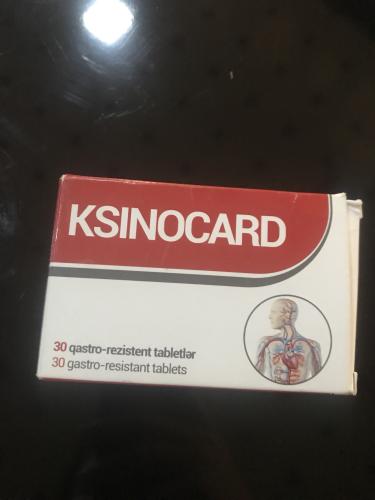 KSINOCARD
30 qastro-rezistent tabletlər
30 gastro-resistant tablets